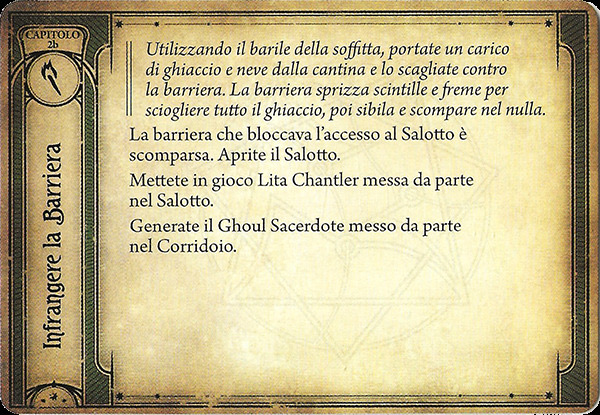 CAPITOLO
2b
Infrangere la Barriera
Utilizzando il barile della soffitta, portate un carico
di ghiaccio e neve dalla cantina e lo scagliate contro
la barriera. La barriera sprizza scintille e freme per
sciogliere tutto il ghiaccio, poi sibila e scompare nel nulla.
La barriera che bloccava l'accesso al Salotto è
scomparsa. Aprite il Salotto.
Mettete in gioco Lita Chantler messa da parte
nel Salotto.
Generate il Ghoul Sacerdote messo da parte
nel Corridoio.